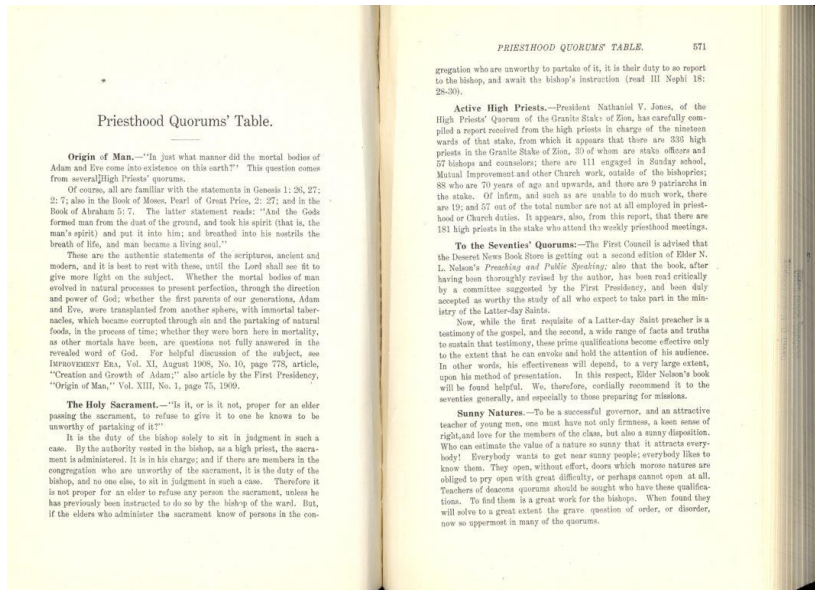 Priesthood Quorums' Table.
Origin of Man.—"In just what manner did the mortal bodies of
Adam and Eve come into existence on this earth?" This question comes
from several High Priests' quorums.
Of course, all are familiar with the statements in Genesis 1: 26, 27;
2: 7; also in the Book of Moses, Pearl of Great Price, 2: 27; and in the
Book of Abraham 5: 7. The latter statement reads: "And the Gods
formed man from the dust of the ground, and took his spirit (that is, the
man's spirit) and put it into him; and breathed into his nostrils the
breath of life, and man became a living soul."
These are the authentic statements of the scriptures, ancient and
modern, and it is best to rest with these, until the Lord shall see fit to
give more light on the subject. Whether the mortal bodies of man
evolved in natural processes to present perfection, through the direction
and power of God; whether the first parents of our generations, Adam
and Eve, were transplanted from another sphere, with immortal taber-
nacles, which became corrupted through sin and the partaking of natural
foods, in the process of time; whether they were born here in mortality,
as other mortals have been, are questions not fully answered in the
revealed word of God. For helpful discussion of the subject, see
IMPROVEMENT ERA, Vol. XI, August 1908, No. 10, page 778, article,
"Creation and Growth of Adam;" also article by the First Presidency,
"Origin of Man," Vol. XIII, No. 1, page 75, 1909.
The Holy Sacrament.—"Is it, or is it not, proper for an elder
passing the sacrament, to refuse to give it to one he knows to be
unworthy of partaking of it?"
It is the duty of the bishop solely to sit in judgment in such a
case. By the authority vested in the bishop, as a high priest, the sacra-
ment is administered. It is in his charge; and if there are members in the
congregation who are unworthy of the sacrament, it is the duty of the
bishop, and no one else, to sit in judgment in such a case. Therefore it
is not proper for an elder to refuse any person the sacrament, unless he
has previously been instructed to do so by the bishop of the ward. But,
if the elders who administer the sacrament know of persons in the con-
PRIESTHOOD QUORUMS' TABLE. 571
gregation who are unworthy to partake of it, it is their duty to so report
to the bishop, and await the bishop's instruction (read III Nephi 18:
28-30).
Active High Priests.—President Nathaniel V. Jones, of the
High Priests' Quorum of the Granite Stake of Zion, has carefully com-
piled a report received from the high priests in charge of the nineteen
wards of that stake, from which it appears that there are 336 high
priests in the Granite Stake of Zion, 30 of whom are stake officers and
57 bishops and counselors; there are 111 engaged in Sunday school,
Mutual Improvement and other Church work, outside of the bishoprics;
88 who are 70 years of age and upwards, and there are 9 patriarchs in
the stake. Of infirm, and such as are unable to do much work, there
are 19; and 57 out of the total number are not at all employed in priest-
hood or Church duties. It appears, also, from this report, that there are
181 high priests in the stake who attend the weekly priesthood meetings.
To the Seventies' Quorums:—The First Council is advised that
the Deseret News Book Store is getting out a second edition of Elder N.
L. Nelson's Preaching and Public Speaking; also that the book, after
having been thoroughly revised by the author, has been read critically
by a committee suggested by the First Presidency, and been duly
accepted as worthy the study of all who expect to take part in the min-
istry of the Latter-day Saints.
Now, while the first requisite of a Latter-day Saint preacher is a
testimony of the gospel, and the second, a wide range of facts and truths
to sustain that testimony, these prime qualifications become effective only
to the extent that he can envoke and hold the attention of his audience.
In other words, his effectiveness will depend, to a very large extent,
upon his method of presentation. In this respect, Elder Nelson's book
will be found helpful. We, therefore, cordially recommend it to the
seventies generally, and especially to those preparing for missions.
Sunny Natures.—To be a successful governor, and an attractive
teacher of young men, one must have not only firmness, a keen sense of
right,and love for the members of the class, but also a sunny disposition.
Who can estimate the value of a nature so sunny that it attracts every-
body! Everybody wants to get near sunny people; everybody likes to
know them. They open, without effort, doors which morose natures are
obliged to pry open with great difficulty, or perhaps cannot open at all.
Teachers of deacons quorums should be sought who have these qualifica-
tions. To find them is a great work for the bishops. When found they
will solve to a great extent the grave question of order, or disorder,
now so uppermost in many of the quorums.